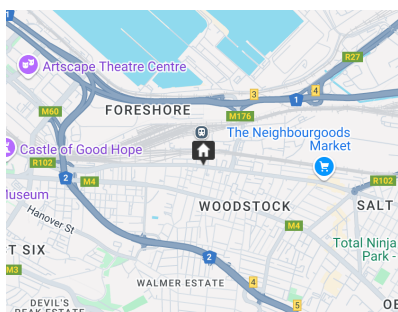 R27
Artscape Theatre Centre
3
4
1
M60
FORESHORE
M176
The Neighbourgoods
Market
Castle of Good Hope
R102
2
M4
R102
Museum
WOODSTOCK
SALT
Hanover St
M4
T SIX
Total Ninja
Park -
2
M3
WALMER ESTATE
4
DEVIL'S
PEAK ESTATE
5
OB